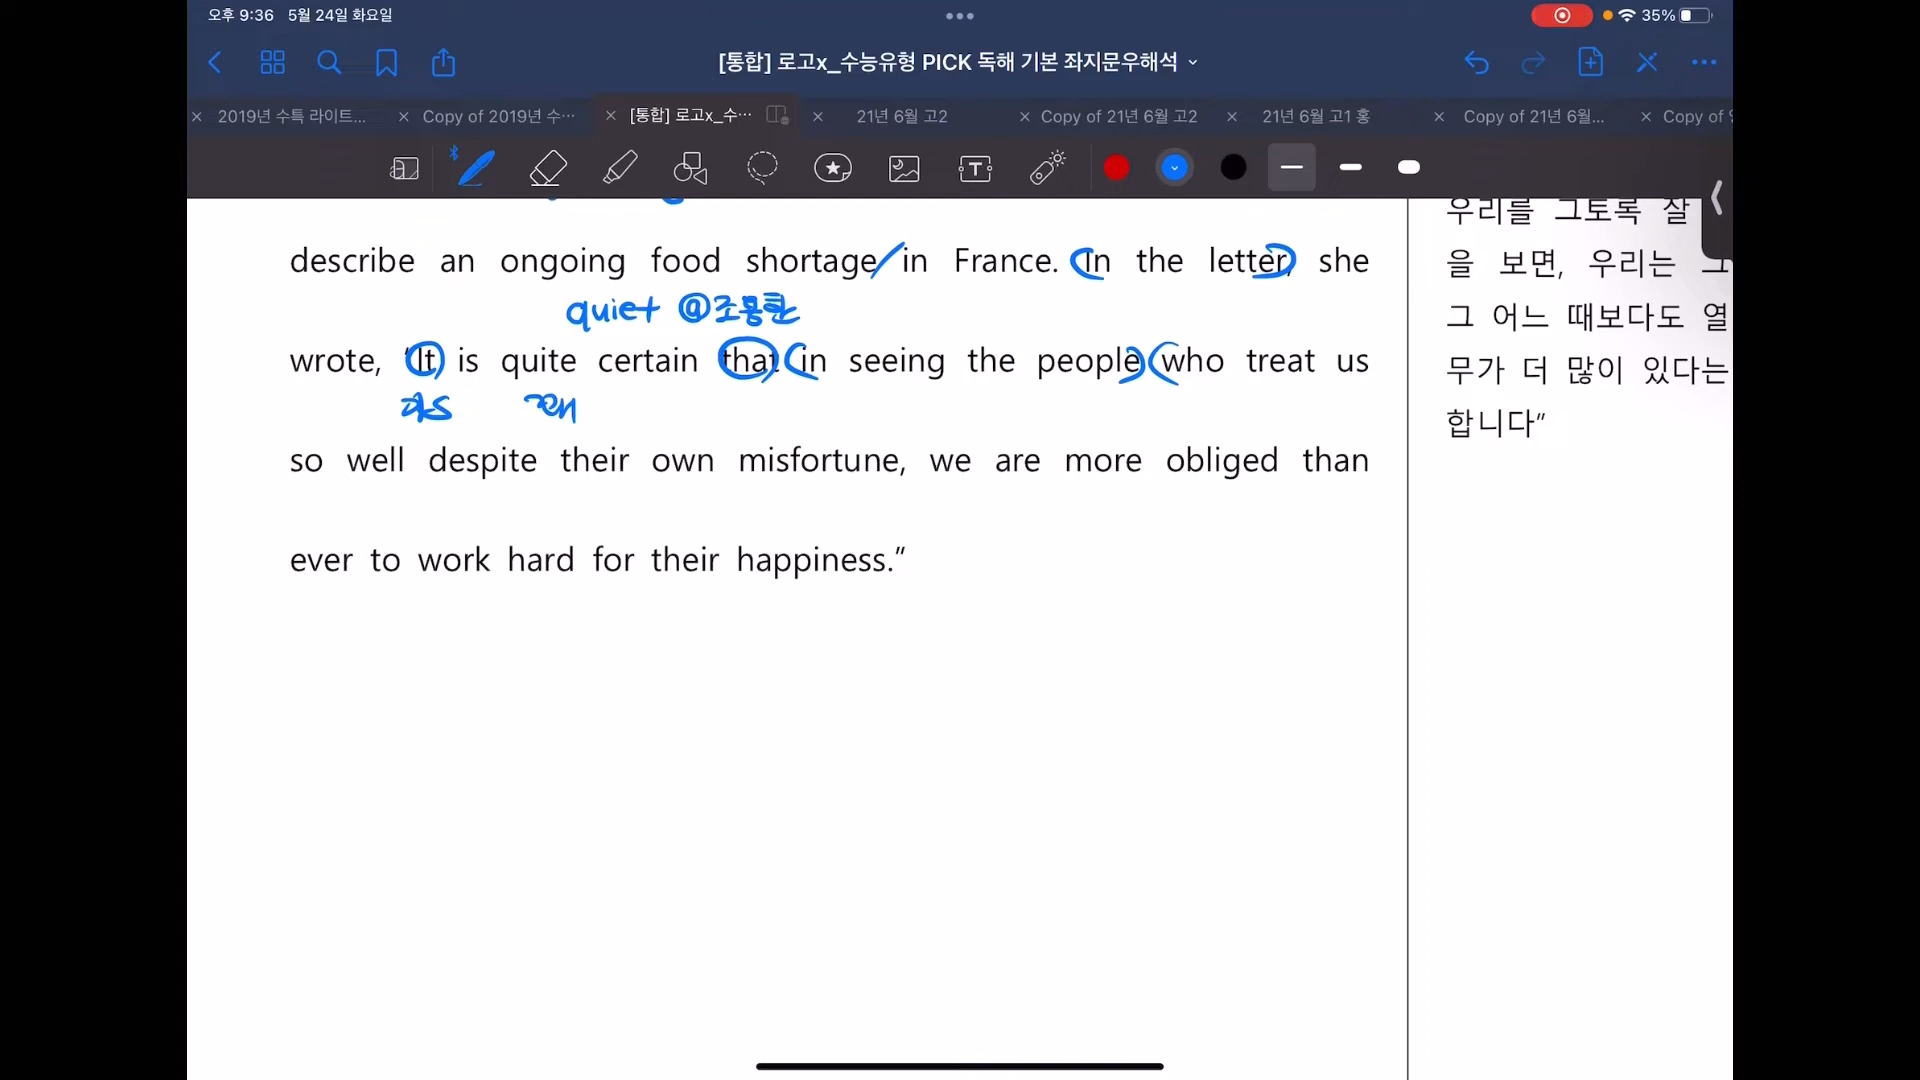 오후 9:36 5월 24일 화요일
35%
[통합] 로고x_수능유형 PICK 독해 기본 좌지문우해석
2019년 수특 라이트...
Copy of 2019년 수...
[통합] 로고x_수...
21년 6월 고2
Copy of 21년 6월 고2
21년 6월 고1 홍
Copy of 21년 6월...
Copy of
describe an ongoing food shortage in France. In the letter, she
quiet @조용한
wrote, “It is quite certain that in seeing the people who treat us
가S 꽤
so well despite their own misfortune, we are more obliged than
ever to work hard for their happiness.”
우리를 그토록 잘
을 보면, 우리는 그
그 어느 때보다도 열
무가 더 많이 있다는
합니다”